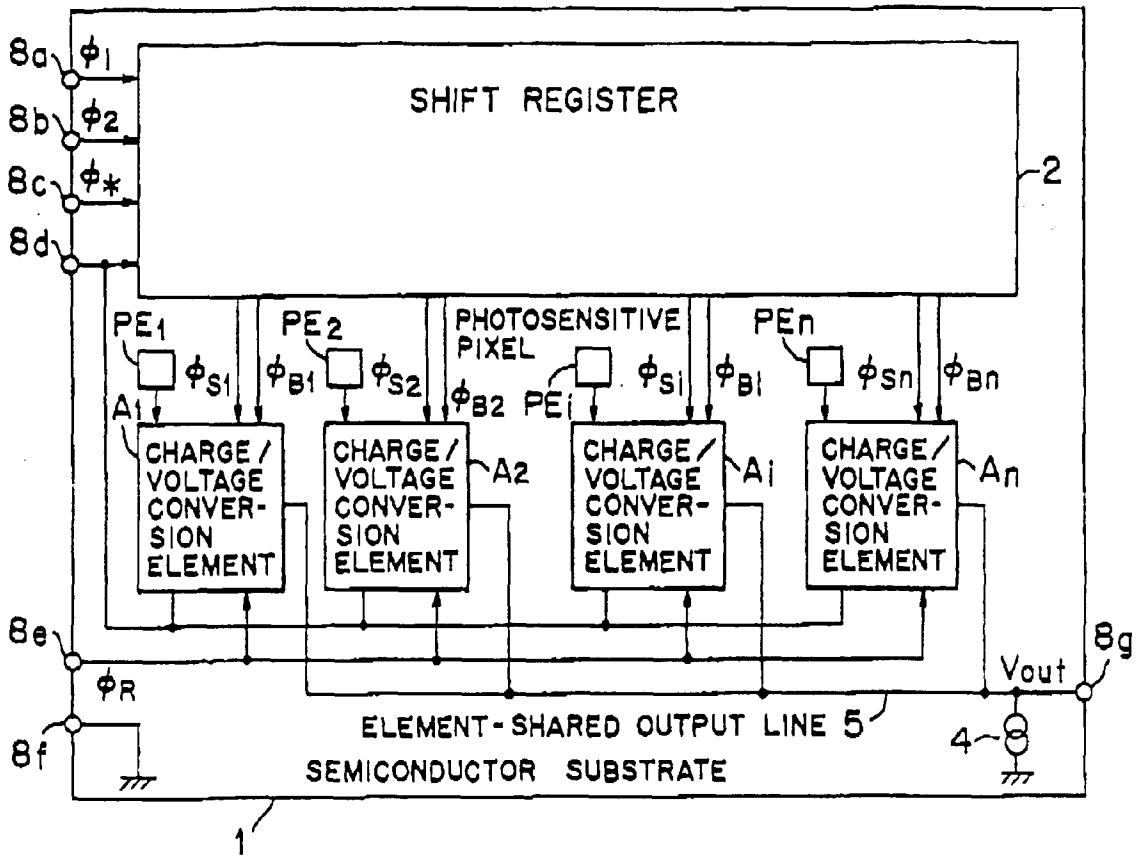 8a
ϕ1
8b
ϕ2
8c
ϕ*
8d
SHIFT REGISTER
2
PE1
ϕS1
ϕB1
PE2
ϕS2
ϕB2
PHOTOSENSITIVE
PIXEL
PEi
ϕSi
ϕBi
PEn
ϕSn
ϕBn
A1
CHARGE/
VOLTAGE
CONVER-
SION
ELEMENT
CHARGE/
VOLTAGE
CONVER-
SION
ELEMENT
A2
CHARGE/
VOLTAGE
CONVER-
SION
ELEMENT
Ai
CHARGE/
VOLTAGE
CONVER-
SION
ELEMENT
An
8e
ϕR
8f
Vout
8g
ELEMENT-SHARED OUTPUT LINE 5
4
SEMICONDUCTOR SUBSTRATE
1